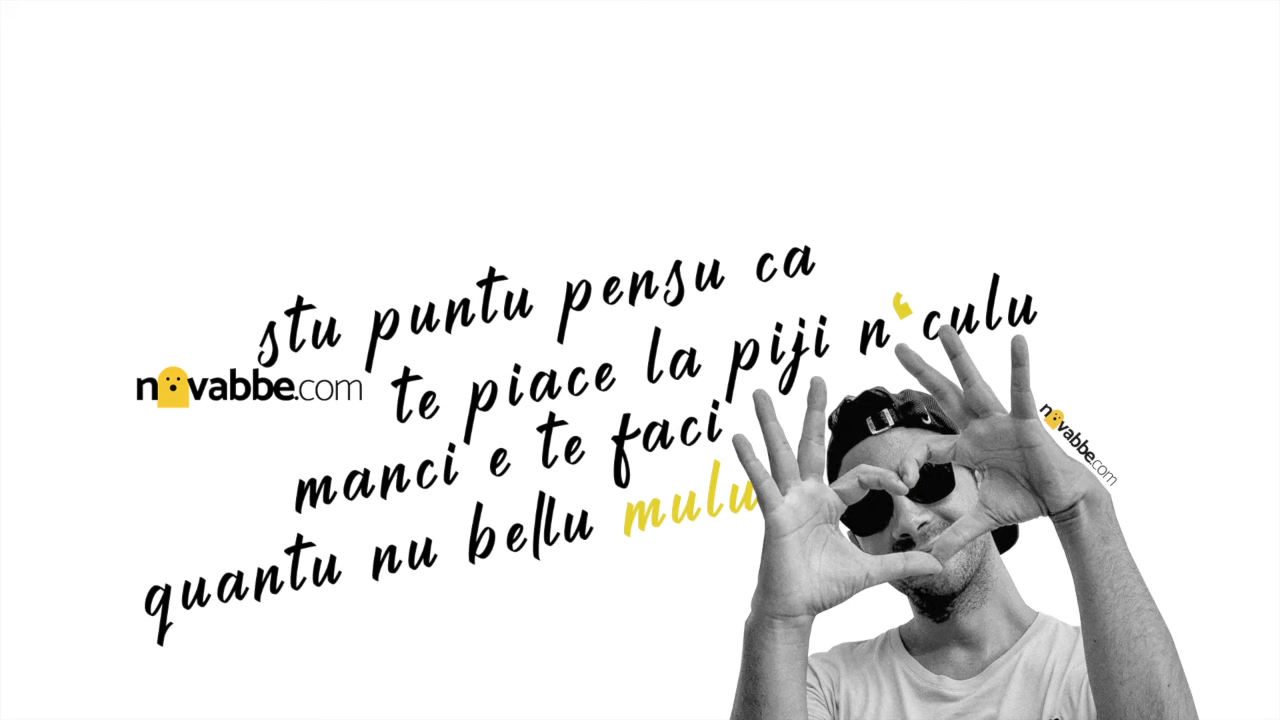 stu puntu pensu ca
te piace la piji n‘culu
manci e te faci
quantu nu bellu mulu
novabbe.com
novabbe.com